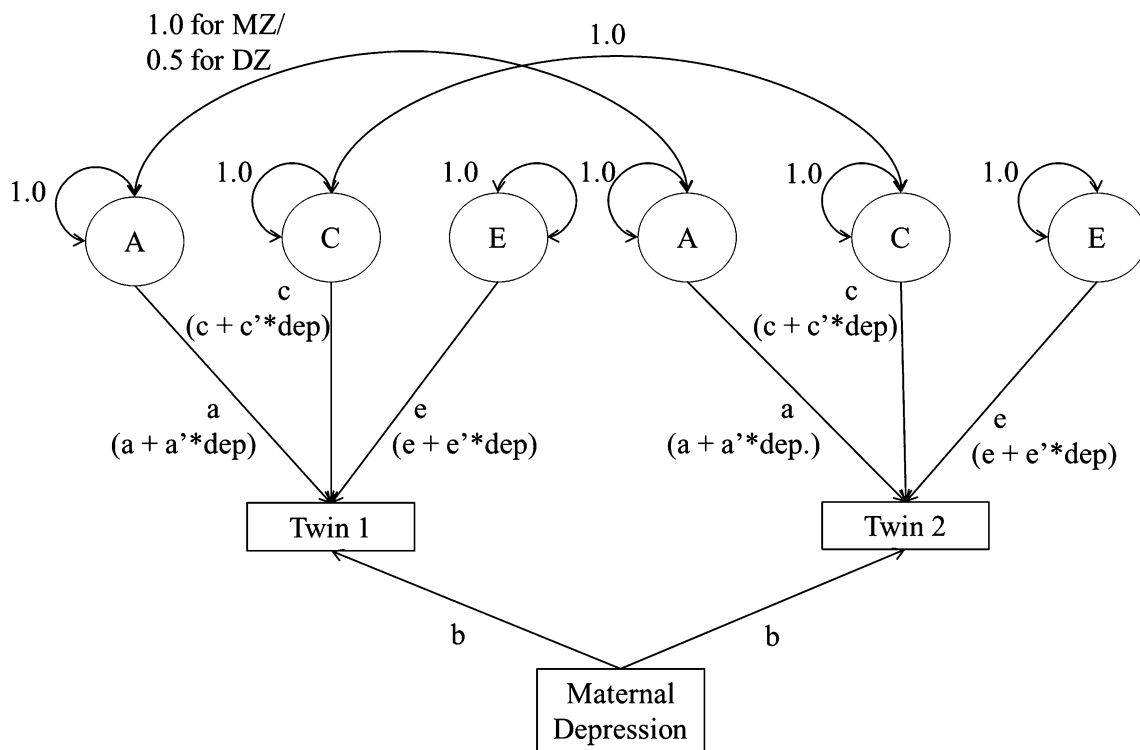 1.0 for MZ/
0.5 for DZ
1.0
1.0
1.0
1.0
1.0
1.0
1.0
A
C
E
A
C
E
c
(c + c’*dep)
c
(c + c’*dep)
a
(a + a’*dep)
e
(e + e’*dep)
a
(a + a’*dep.)
e
(e + e’*dep)
Twin 1
Twin 2
b
b
Maternal
Depression